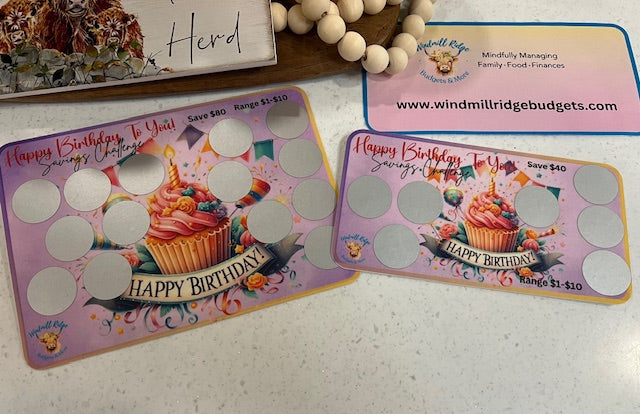 Herd
Windmill Ridge
Budgets & More
Mindfully Managing
Family · Food · Finances
www.windmillridgebudgets.com
Happy Birthday To You!
Savings Challenge
Save $80
Range $1-$10
HAPPY BIRTHDAY!
Windmill Ridge
Budgets & More
Happy Birthday To You!
Savings Challenge
Save $40
HAPPY BIRTHDAY!
Range $1-$10
Windmill Ridge